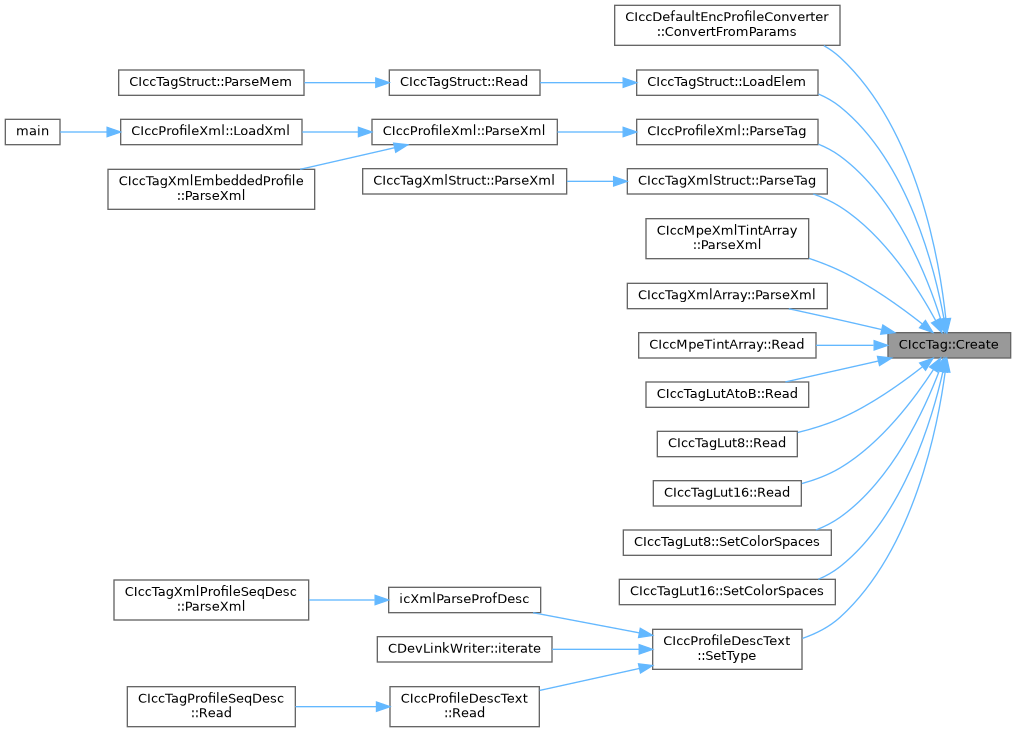 CIccDefaultEncProfileConverter
::ConvertFromParams
CIccTagStruct::ParseMem
CIccTagStruct::Read
CIccTagStruct::LoadElem
main
CIccProfileXml::LoadXml
CIccProfileXml::ParseXml
CIccProfileXml::ParseTag
CIccTagXmlEmbeddedProfile
::ParseXml
CIccTagXmlStruct::ParseXml
CIccTagXmlStruct::ParseTag
CIccMpeXmlTintArray
::ParseXml
CIccTagXmlArray::ParseXml
CIccMpeTintArray::Read
CIccTag::Create
CIccTagLutAtoB::Read
CIccTagLut8::Read
CIccTagLut16::Read
CIccTagLut8::SetColorSpaces
CIccTagLut16::SetColorSpaces
CIccTagXmlProfileSeqDesc
::ParseXml
icXmlParseProfDesc
CDevLinkWriter::iterate
CIccProfileDescText
::SetType
CIccTagProfileSeqDesc
::Read
CIccProfileDescText
::Read